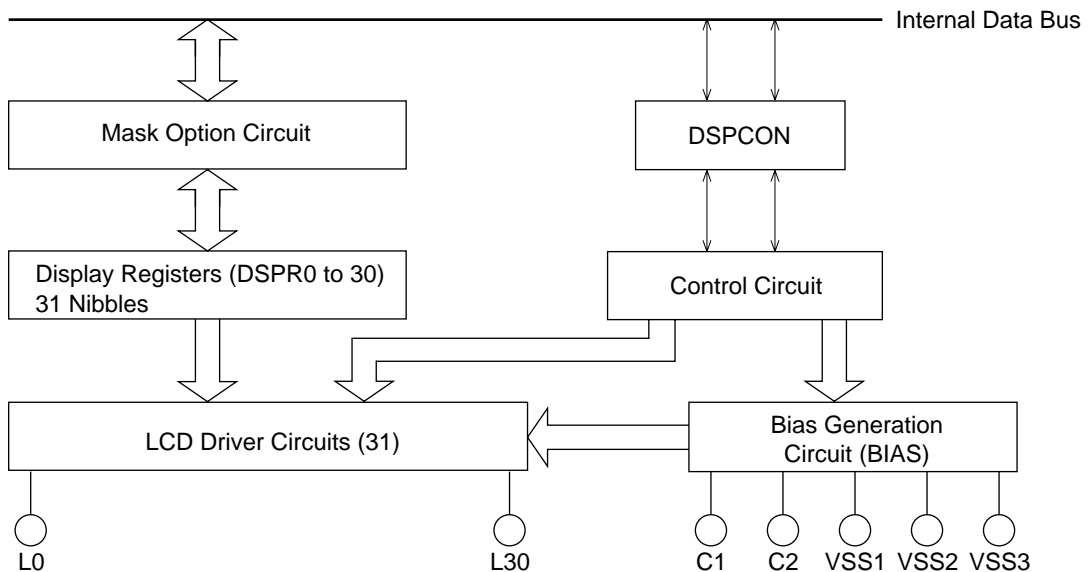 Internal Data Bus
Mask Option Circuit
DSPCON
Display Registers (DSPR0 to 30)
31 Nibbles
Control Circuit
LCD Driver Circuits (31)
Bias Generation
Circuit (BIAS)
L0
L30
C1
C2
VSS1
VSS2
VSS3